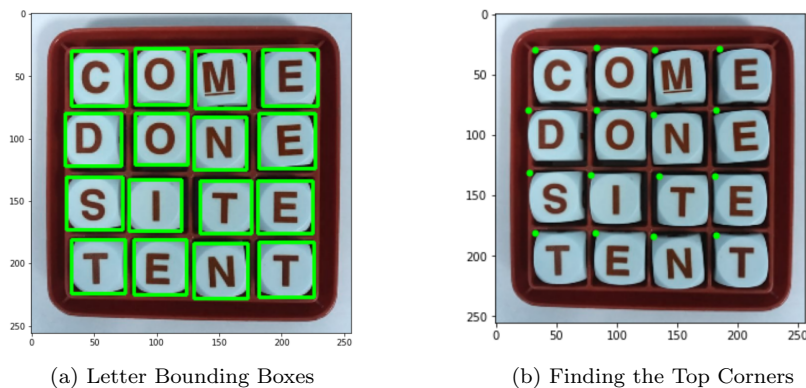 0
50
100
150
200
250
0 50 100 150 200 250
C O M E
D O N E
S I T E
T E N T
(a) Letter Bounding Boxes
0
50
100
150
200
250
0 50 100 150 200 250
C O M E
D O N E
S I T E
T E N T
(b) Finding the Top Corners